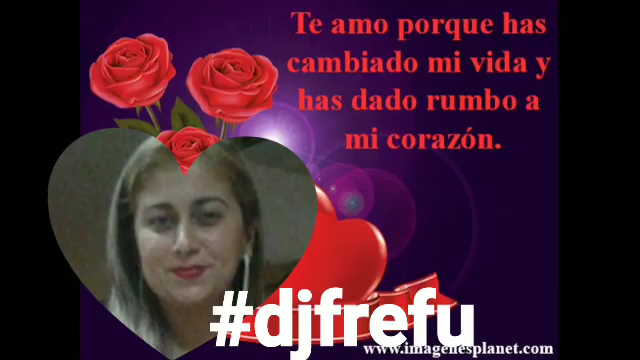 Te amo porque has
cambiado mi vida y
has dado rumbo a
mi corazón.
#djfrefu
www.imagenesplanet.com